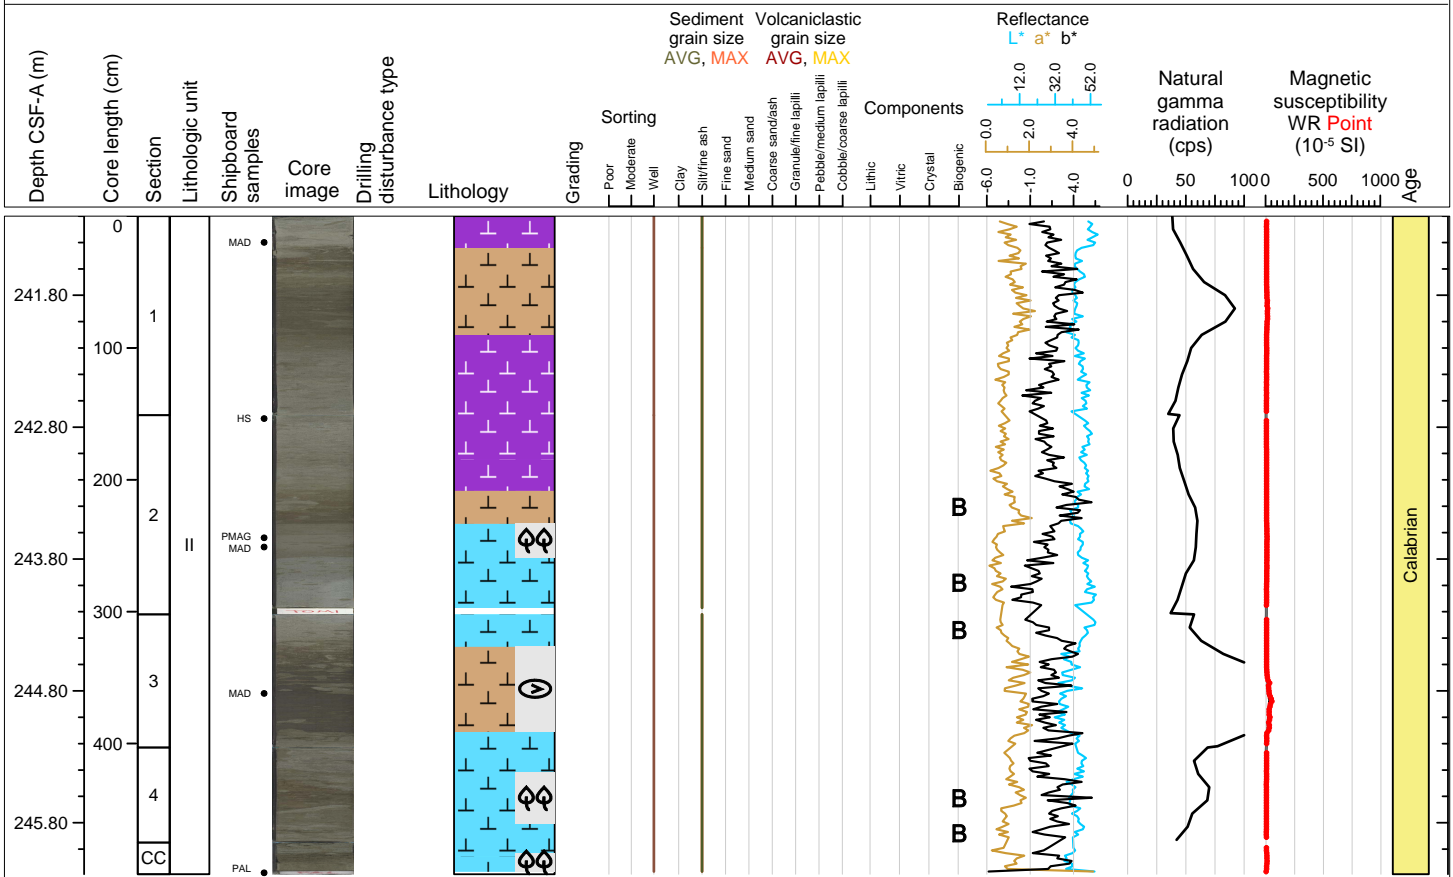 Depth CSF-A (m)
Core length (cm)
Section
Lithologic unit
Shipboard
samples
Core
image
Drilling
disturbance type
Lithology
Grading
Sorting
Poor
Moderate
Well
Sediment
grain size
AVG, MAX
Volcaniclastic
grain size
AVG, MAX
Clay
Silt/fine ash
Fine sand
Medium sand
Coarse sand/ash
Granule/fine lapilli
Pebble/medium lapilli
Cobble/coarse lapilli
Components
Lithic
Vitric
Crystal
Biogenic
Reflectance
L* a* b*
12.0 32.0 52.0
0.0 2.0 4.0
-6.0 -1.0 4.0
Natural
gamma
radiation
(cps)
0 50 100
Magnetic
susceptibility
WR Point
(10-5 SI)
0 500 1000
Age
0
MAD
241.80
1
100
HS
242.80
200
2
B
II
PMAG
MAD
243.80
B
Calabrian
300
B
3
MAD
244.80
400
4
B
245.80
B
CC
PAL